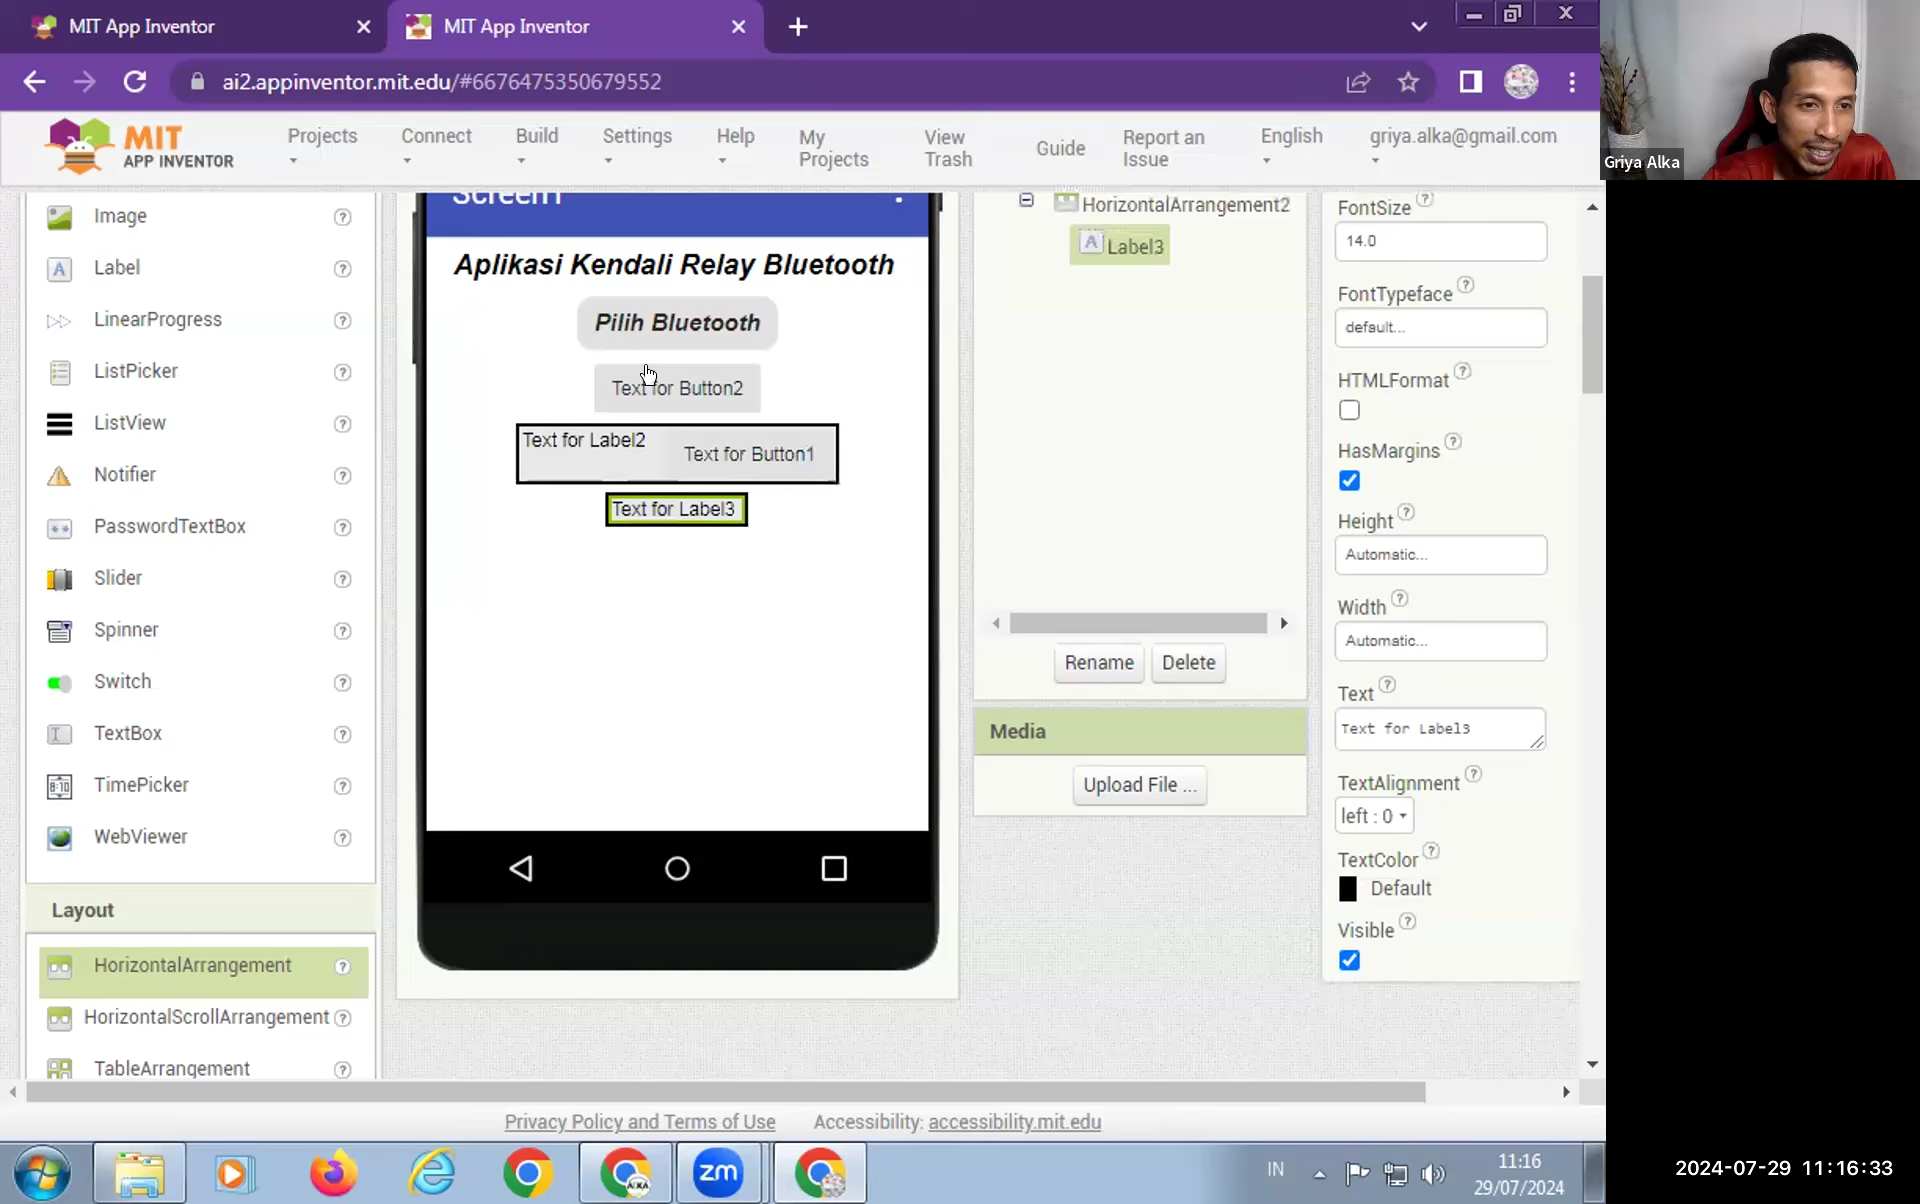 MIT App Inventor
MIT App Inventor
ai2.appinventor.mit.edu/#6676475350679552
MIT
APP INVENTOR
Projects
Connect
Build
Settings
Help
My Projects
View Trash
Guide
Report an Issue
English
griya.alka@gmail.com
Griya Alka
Image
Label
LinearProgress
ListPicker
ListView
Notifier
PasswordTextBox
Slider
Spinner
Switch
TextBox
TimePicker
WebViewer
Layout
HorizontalArrangement
HorizontalScrollArrangement
TableArrangement
Screen1
Aplikasi Kendali Relay Bluetooth
Pilih Bluetooth
Text for Button2
Text for Label2
Text for Button1
Text for Label3
HorizontalArrangement2
Label3
Rename
Delete
Media
Upload File ...
FontSize
14.0
FontTypeface
default...
HTMLFormat
HasMargins
Height
Automatic...
Width
Automatic...
Text
Text for Label3
TextAlignment
left : 0
TextColor
Default
Visible
Privacy Policy and Terms of Use
Accessibility: accessibility.mit.edu
zm
IN
11:16
29/07/2024
2024-07-29 11:16:33